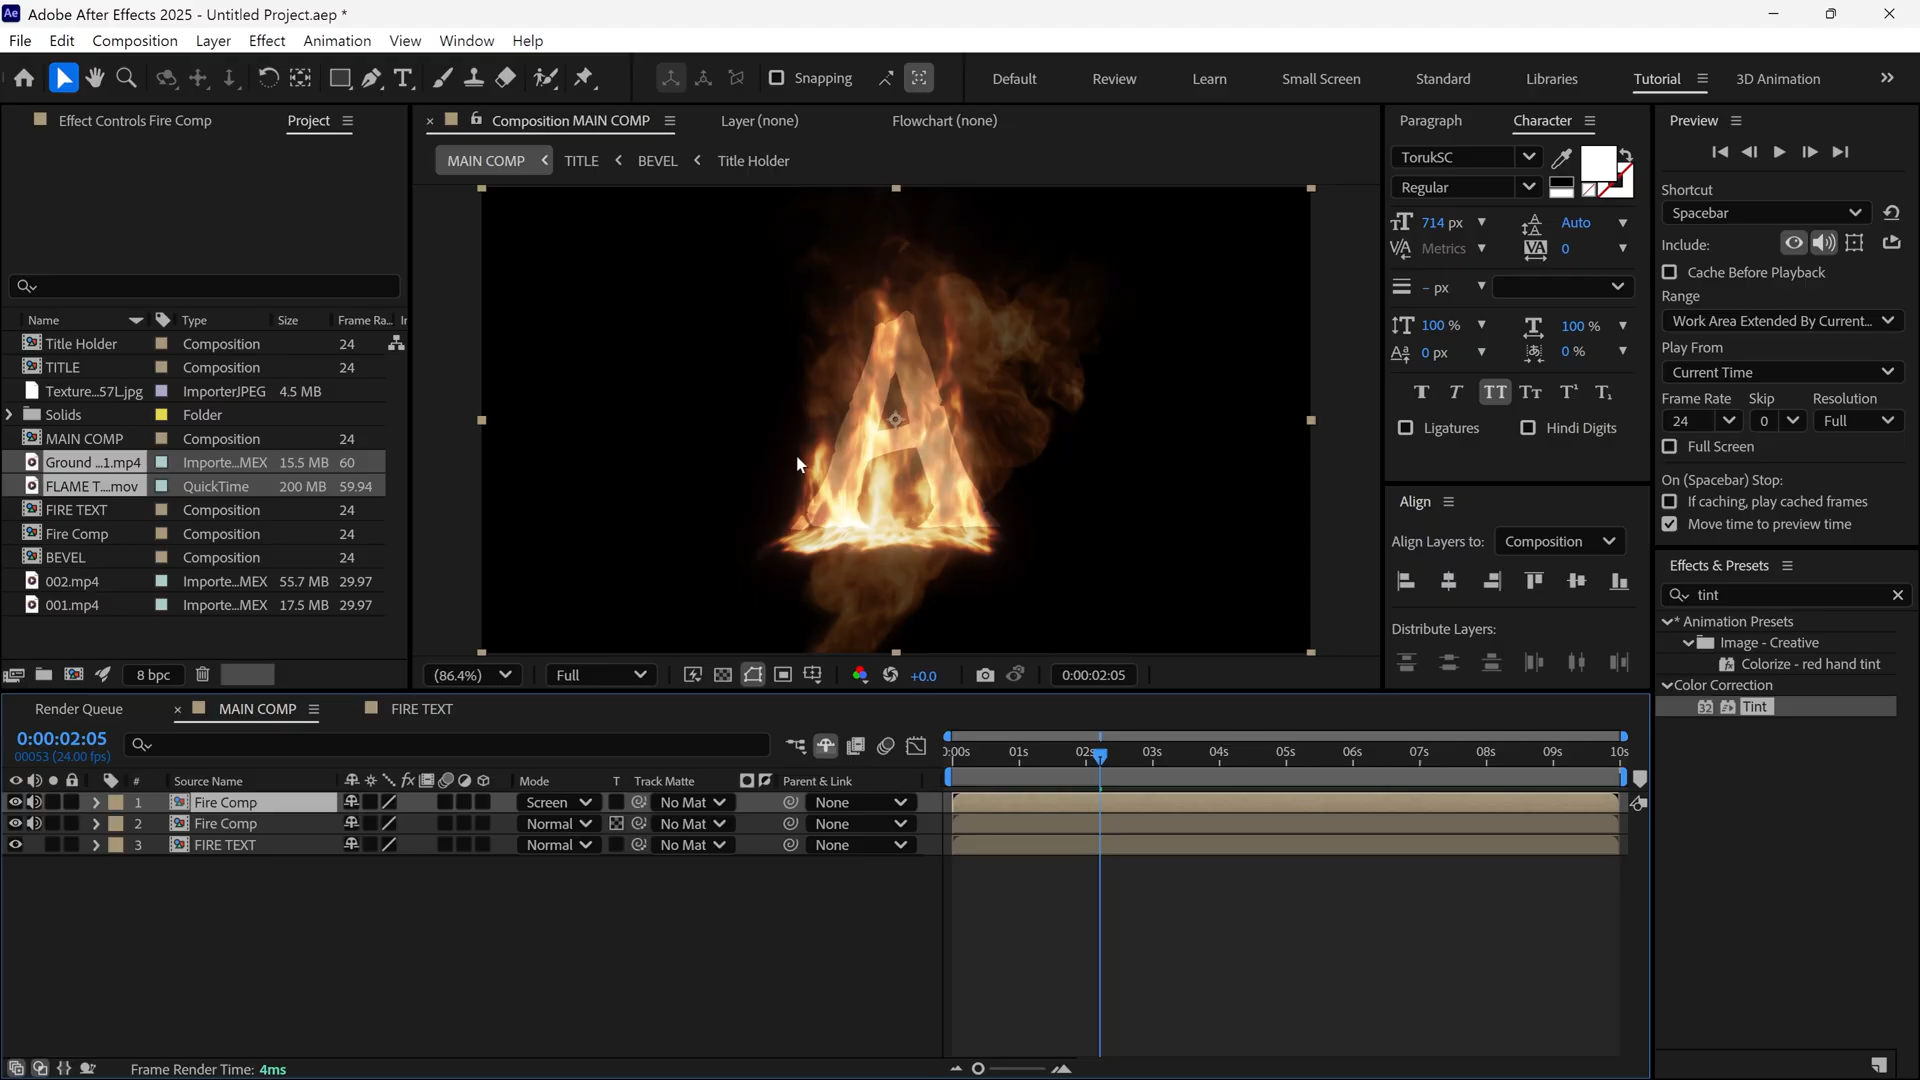 Adobe After Effects 2025 - Untitled Project.aep *
File Edit Composition Layer Effect Animation View Window Help
Snapping
Default Review Learn Small Screen Standard Libraries Tutorial 3D Animation
Effect Controls Fire Comp Project
Composition MAIN COMP Layer (none) Flowchart (none)
MAIN COMP TITLE BEVEL Title Holder
Name Type Size Frame Ra...
Title Holder Composition 24
TITLE Composition 24
Texture...57L.jpg ImporterJPEG 4.5 MB
Solids Folder
MAIN COMP Composition 24
Ground ...1.mp4 Importe...MEX 15.5 MB 60
FLAME T....mov QuickTime 200 MB 59.94
FIRE TEXT Composition 24
Fire Comp Composition 24
BEVEL Composition 24
002.mp4 Importe...MEX 55.7 MB 29.97
001.mp4 Importe...MEX 17.5 MB 29.97
8 bpc
A
(86.4%) Full +0.0 0:00:02:05
Paragraph Character
TorukSC
Regular
714 px Auto
Metrics 0
- px
100 % 100 %
0 px 0 %
Ligatures Hindi Digits
Align
Align Layers to: Composition
Distribute Layers:
Preview
Shortcut
Spacebar
Include:
Cache Before Playback
Range
Work Area Extended By Current...
Play From
Current Time
Frame Rate Skip Resolution
24 0 Full
Full Screen
On (Spacebar) Stop:
If caching, play cached frames
Move time to preview time
Effects & Presets
tint
* Animation Presets
Image - Creative
Colorize - red hand tint
Color Correction
Tint
Render Queue MAIN COMP FIRE TEXT
0:00:02:05
00053 (24.00 fps)
# Source Name Mode T Track Matte Parent & Link
1 Fire Comp Screen No Mat None
2 Fire Comp Normal No Mat None
3 FIRE TEXT Normal No Mat None
):00s 01s 02s 03s 04s 05s 06s 07s 08s 09s 10s
Frame Render Time: 4ms